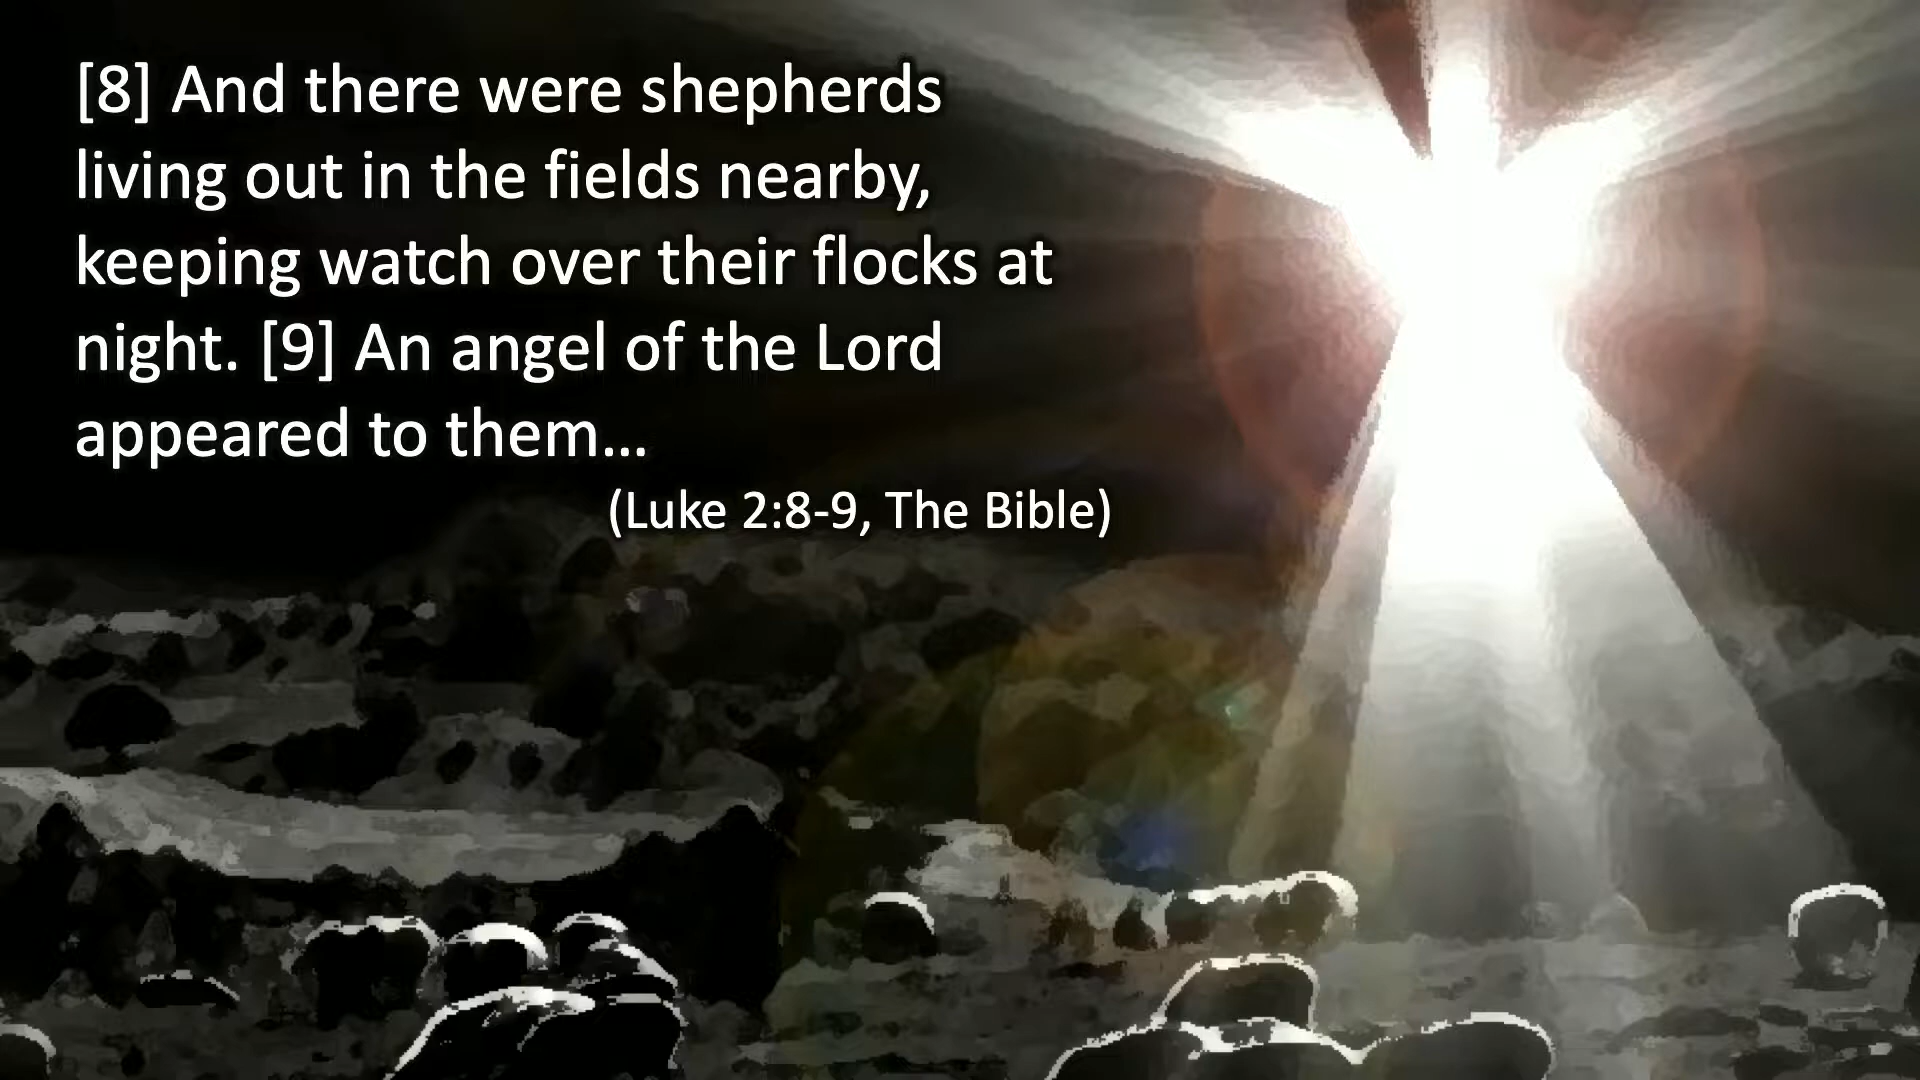 [8] And there were shepherds
living out in the fields nearby,
keeping watch over their flocks at
night. [9] An angel of the Lord
appeared to them...
(Luke 2:8-9, The Bible)